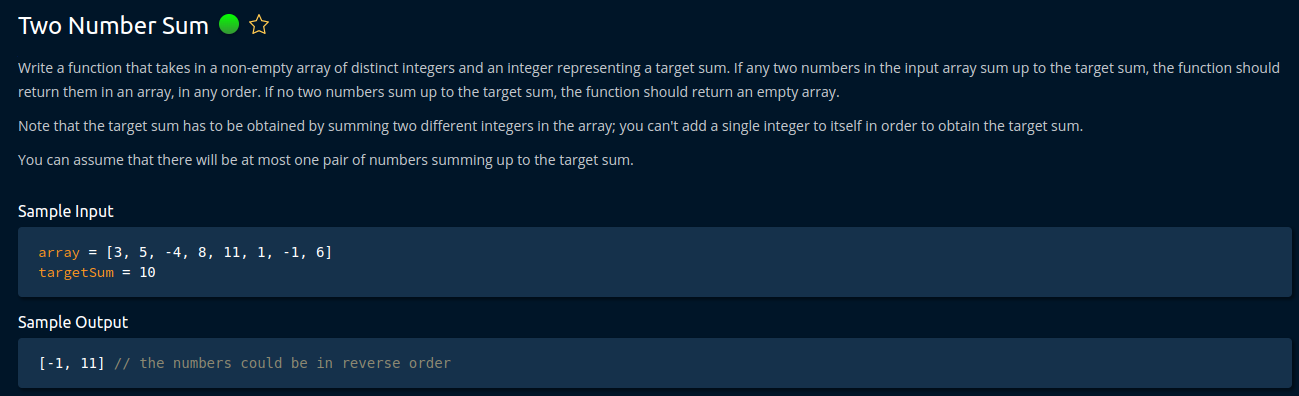 Two Number Sum
Write a function that takes in a non-empty array of distinct integers and an integer representing a target sum. If any two numbers in the input array sum up to the target sum, the function should
return them in an array, in any order. If no two numbers sum up to the target sum, the function should return an empty array.
Note that the target sum has to be obtained by summing two different integers in the array; you can't add a single integer to itself in order to obtain the target sum.
You can assume that there will be at most one pair of numbers summing up to the target sum.
Sample Input
array = [3, 5, -4, 8, 11, 1, -1, 6]
targetSum = 10
Sample Output
[-1, 11] // the numbers could be in reverse order